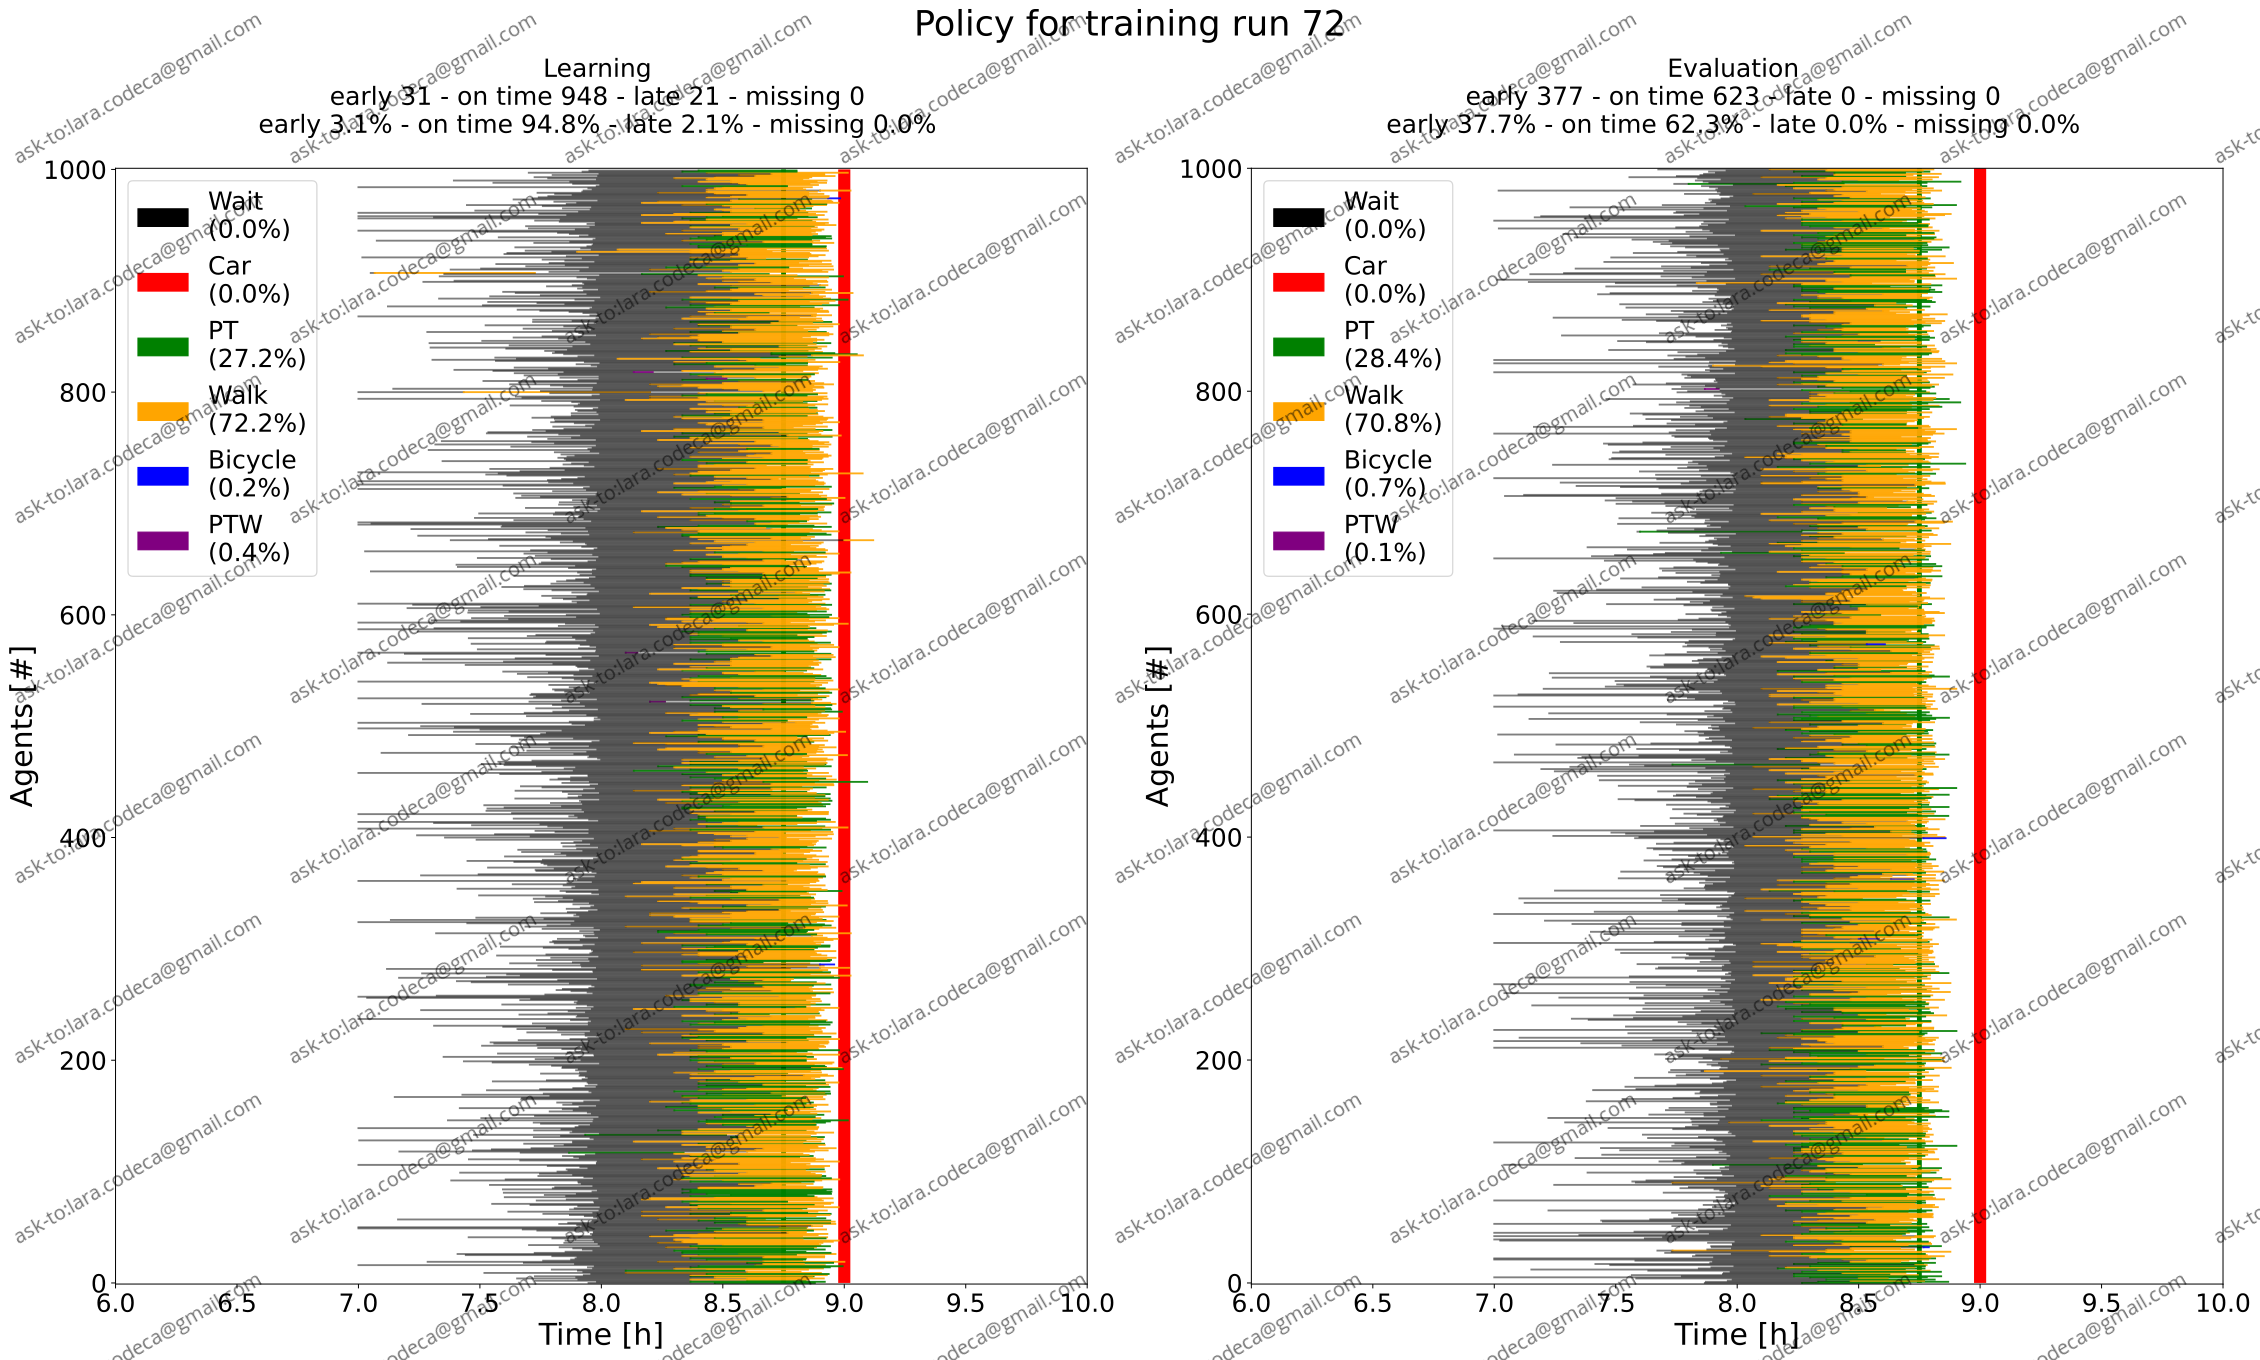 Policy for training run 72
Learning
early 31 - on time 948 - late 21 - missing 0
early 3.1% - on time 94.8% - late 2.1% - missing 0.0%
Agents [#]
1000
800
600
400
200
0
Wait
(0.0%)
Car
(0.0%)
PT
(27.2%)
Walk
(72.2%)
Bicycle
(0.2%)
PTW
(0.4%)
6.0 6.5 7.0 7.5 8.0 8.5 9.0 9.5 10.0
Time [h]
Evaluation
early 377 - on time 623 - late 0 - missing 0
early 37.7% - on time 62.3% - late 0.0% - missing 0.0%
Agents [#]
1000
800
600
400
200
0
Wait
(0.0%)
Car
(0.0%)
PT
(28.4%)
Walk
(70.8%)
Bicycle
(0.7%)
PTW
(0.1%)
6.0 6.5 7.0 7.5 8.0 8.5 9.0 9.5 10.0
Time [h]
ask-to:lara.codeca@gmail.com